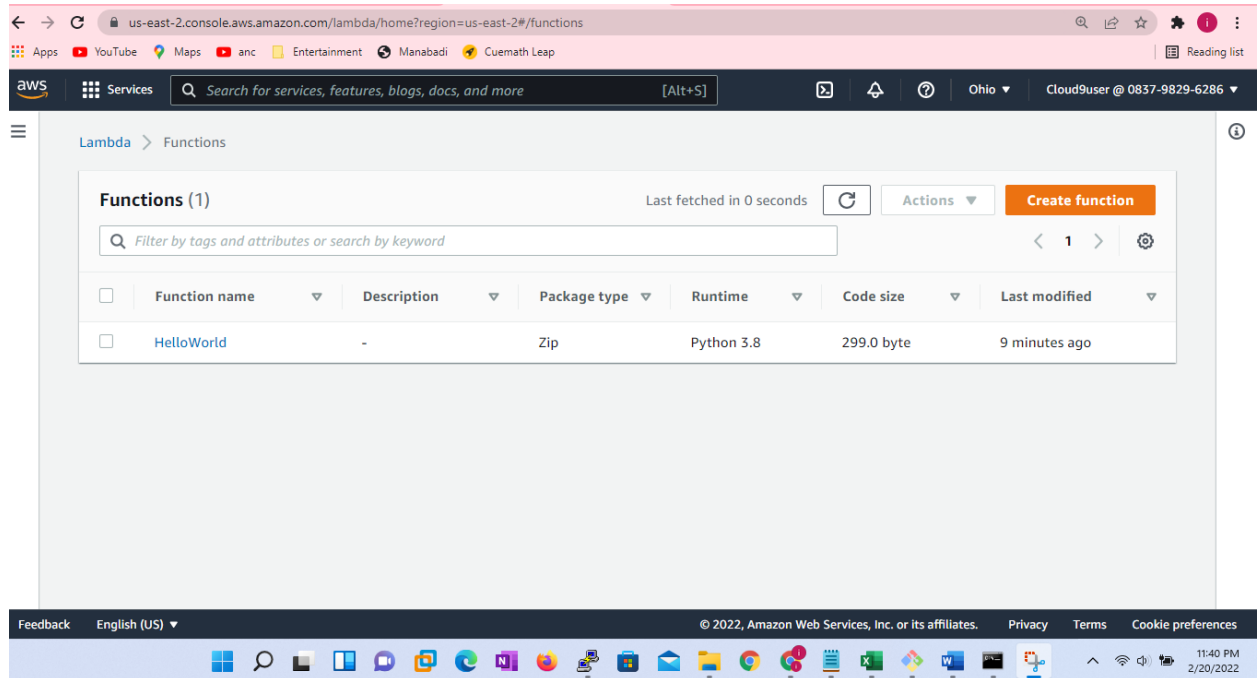 us-east-2.console.aws.amazon.com/lambda/home?region=us-east-2#/functions
Apps YouTube Maps anc Entertainment Manabadi Cuemath Leap Reading list
aws Services Search for services, features, blogs, docs, and more [Alt+S] Ohio ▼ Cloud9user @ 0837-9829-6286 ▼
Lambda > Functions
Functions (1) Last fetched in 0 seconds Actions ▼ Create function
Filter by tags and attributes or search by keyword < 1 >
Function name Description Package type Runtime Code size Last modified
HelloWorld - Zip Python 3.8 299.0 byte 9 minutes ago
Feedback English (US) ▼ © 2022, Amazon Web Services, Inc. or its affiliates. Privacy Terms Cookie preferences
11:40 PM
2/20/2022